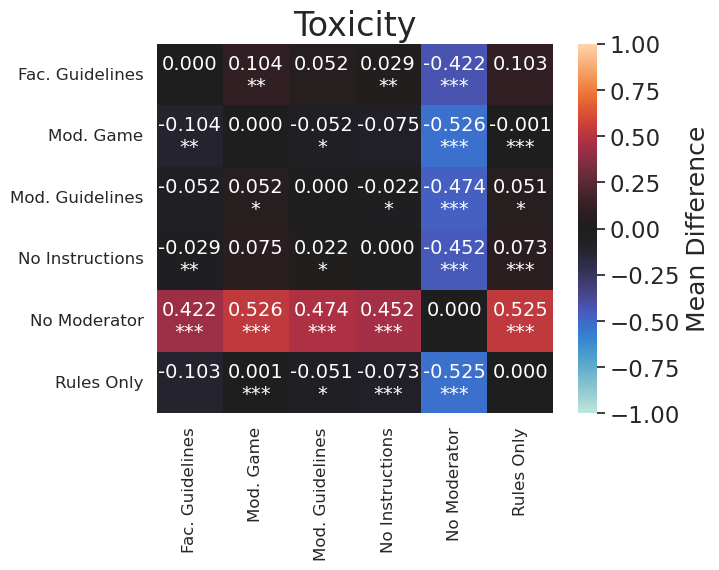 Toxicity
Fac. Guidelines
0.000 0.104 0.052 0.029 -0.422 0.103
** ** ***
Mod. Game
-0.104 0.000 -0.052 -0.075 -0.526 -0.001
** * *** ***
Mod. Guidelines
-0.052 0.052 0.000 -0.022 -0.474 0.051
* * *** *
No Instructions
-0.029 0.075 0.022 0.000 -0.452 0.073
** * *** ***
No Moderator
0.422 0.526 0.474 0.452 0.000 0.525
*** *** *** *** ***
Rules Only
-0.103 0.001 -0.051 -0.073 -0.525 0.000
*** * *** ***
Fac. Guidelines
Mod. Game
Mod. Guidelines
No Instructions
No Moderator
Rules Only
1.00
0.75
0.50
0.25
0.00
−0.25
−0.50
−0.75
−1.00
Mean Difference